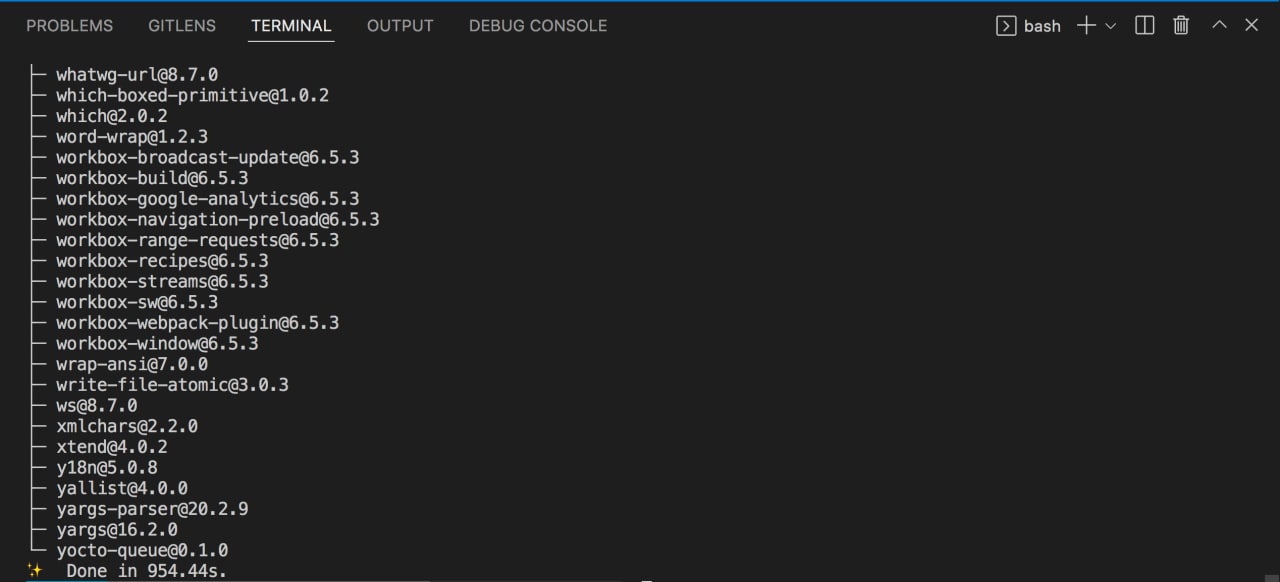 PROBLEMS GITLENS TERMINAL OUTPUT DEBUG CONSOLE bash
├─ whatwg-url@8.7.0
├─ which-boxed-primitive@1.0.2
├─ which@2.0.2
├─ word-wrap@1.2.3
├─ workbox-broadcast-update@6.5.3
├─ workbox-build@6.5.3
├─ workbox-google-analytics@6.5.3
├─ workbox-navigation-preload@6.5.3
├─ workbox-range-requests@6.5.3
├─ workbox-recipes@6.5.3
├─ workbox-streams@6.5.3
├─ workbox-sw@6.5.3
├─ workbox-webpack-plugin@6.5.3
├─ workbox-window@6.5.3
├─ wrap-ansi@7.0.0
├─ write-file-atomic@3.0.3
├─ ws@8.7.0
├─ xmlchars@2.2.0
├─ xtend@4.0.2
├─ y18n@5.0.8
├─ yallist@4.0.0
├─ yargs-parser@20.2.9
├─ yargs@16.2.0
└─ yocto-queue@0.1.0
✨ Done in 954.44s.